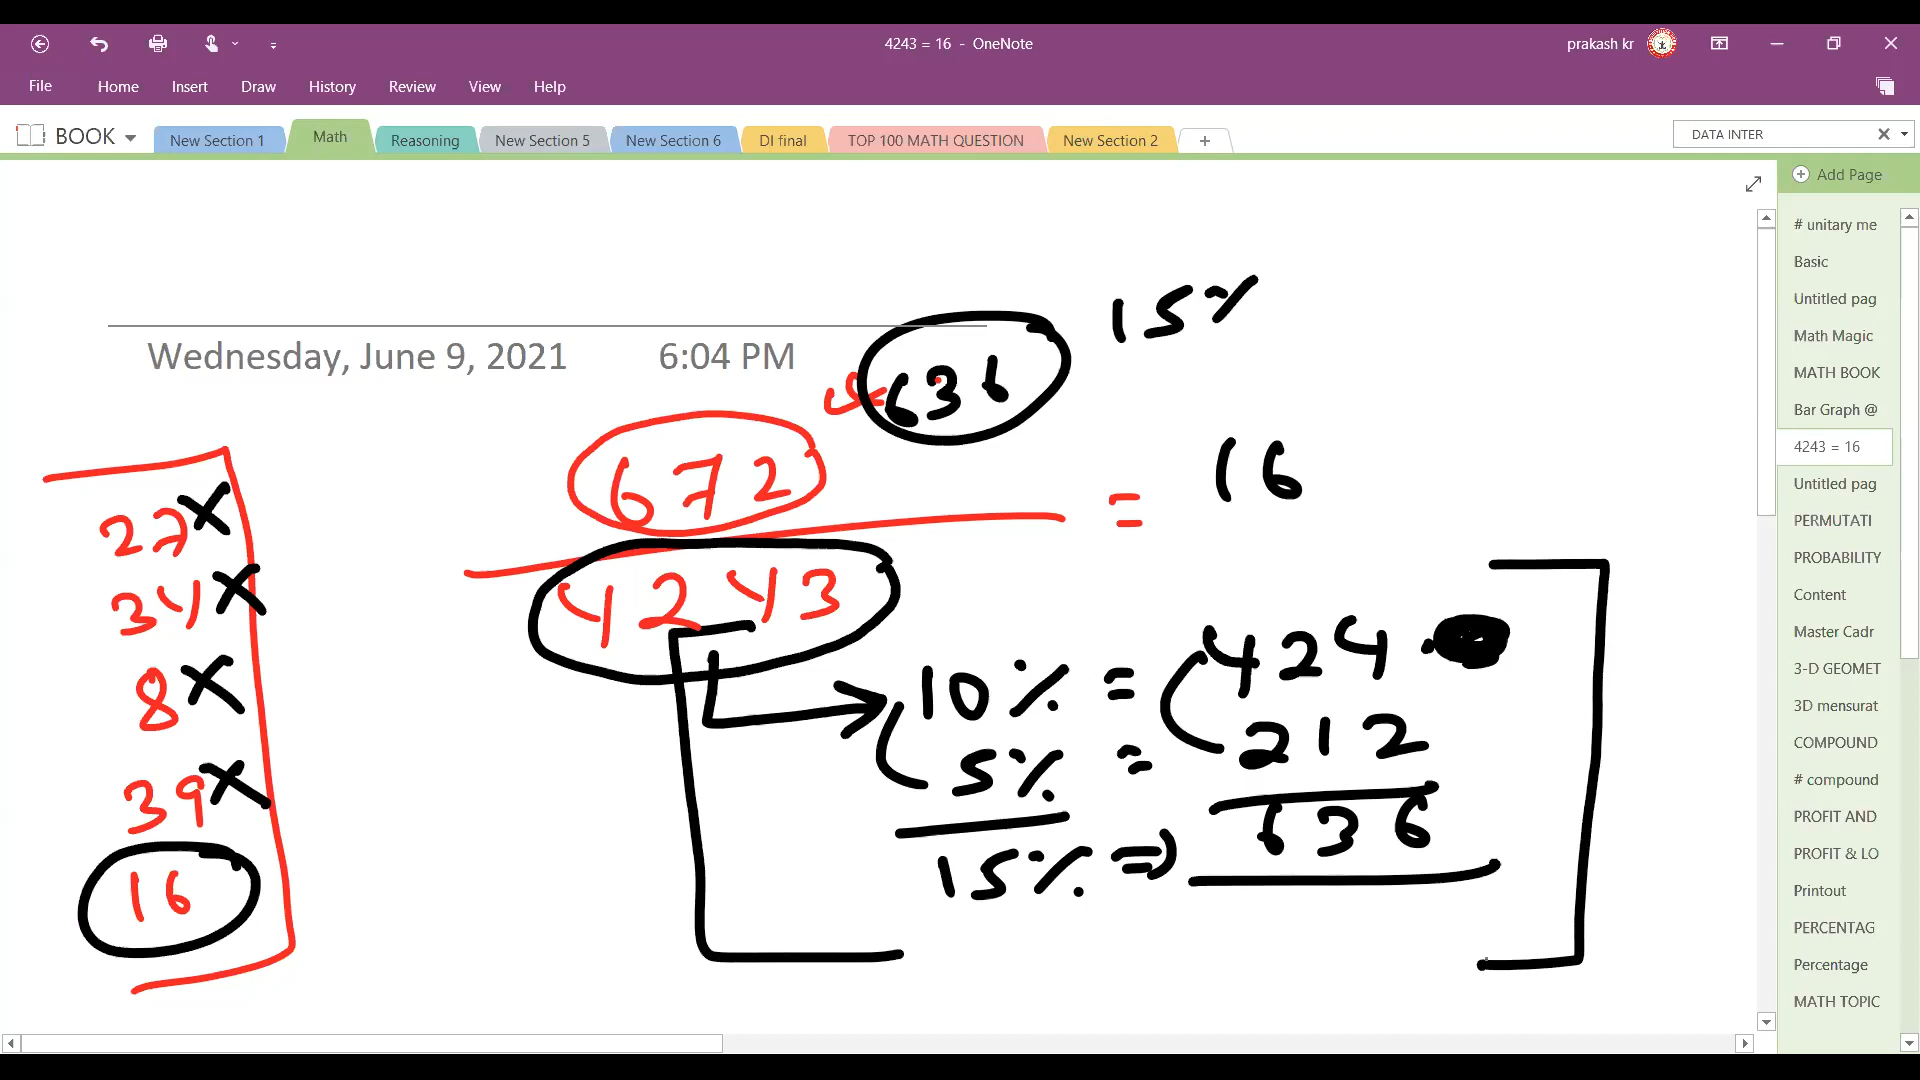 4243 = 16 - OneNote
prakash kr
File Home Insert Draw History Review View Help
BOOK New Section 1 Math Reasoning New Section 5 New Section 6 DI final TOP 100 MATH QUESTION New Section 2 +
DATA INTER
Add Page
# unitary me
Basic
Untitled pag
Math Magic
MATH BOOK
Bar Graph @
4243 = 16
Untitled pag
PERMUTATI
PROBABILITY
Content
Master Cadr
3-D GEOMET
3D mensurat
COMPOUND
# compound
PROFIT AND
PROFIT & LO
Printout
PERCENTAG
Percentage
MATH TOPIC
Wednesday, June 9, 2021 6:04 PM
636 15%
672
4243
= 16
27 X
34 X
8 X
39 X
16
10% = 424.
5% = 212
15% ⇒ 636